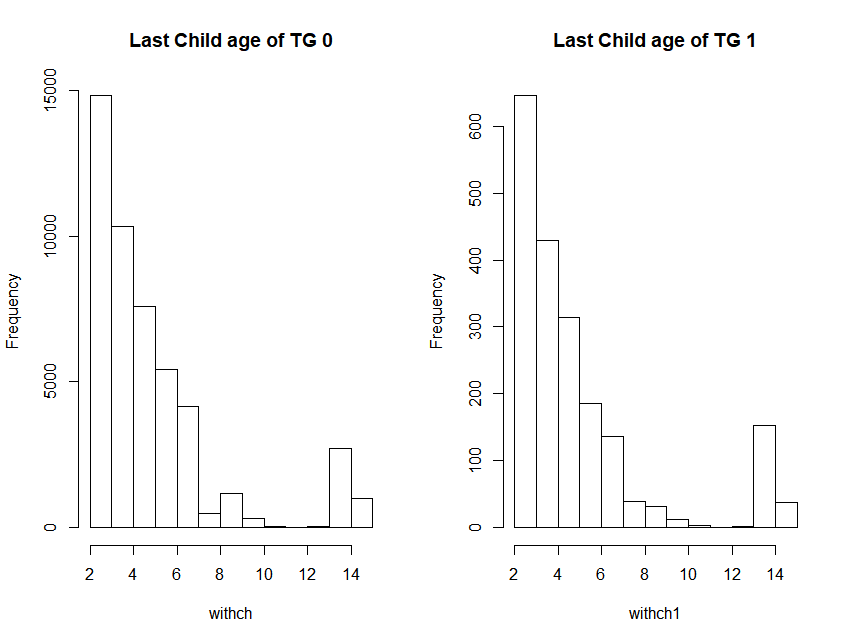 Last Child age of TG 0
Frequency
0
5000
10000
15000
2 4 6 8 10 12 14
withch
Last Child age of TG 1
Frequency
0
100
200
300
400
500
600
2 4 6 8 10 12 14
withch1